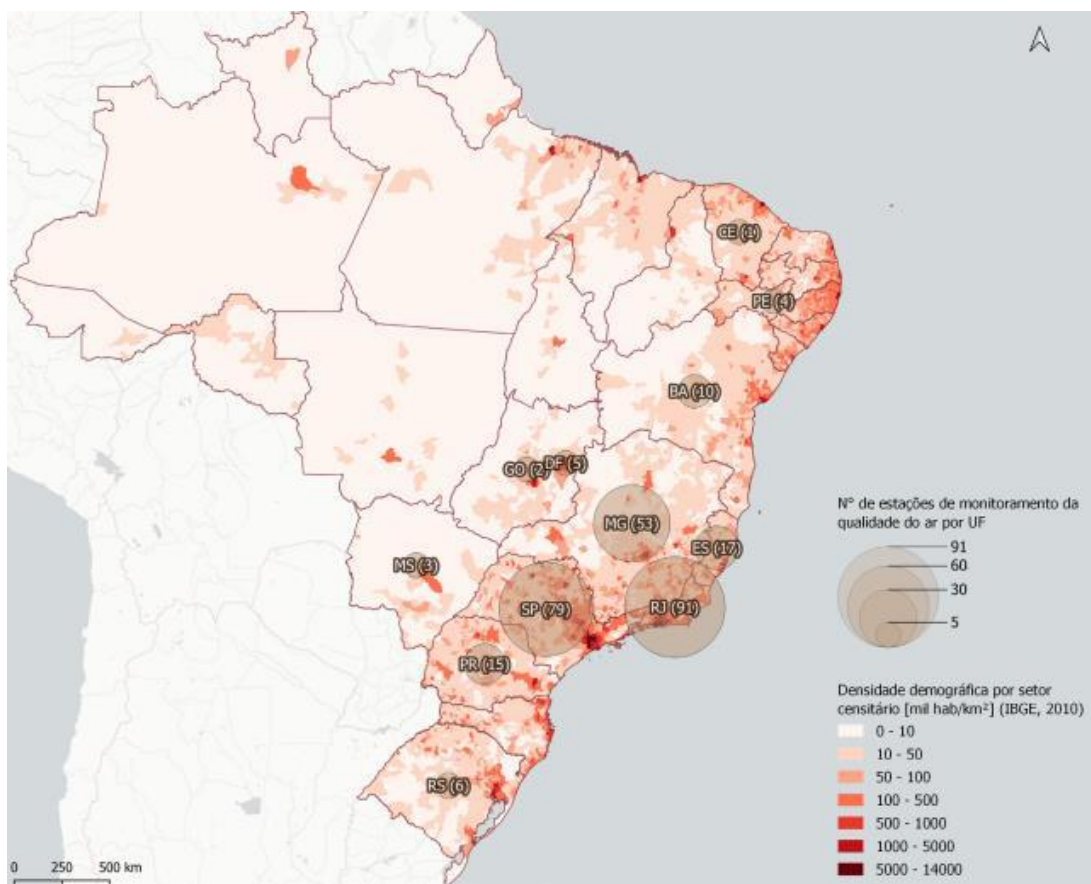 CE (1)
PE (4)
BA (10)
GO (2)
DF (5)
MG (53)
ES (17)
MS (3)
SP (79)
RJ (91)
PR (15)
RS (6)
N° de estações de monitoramento da
qualidade do ar por UF
91
60
30
5
Densidade demográfica por setor
censitário [mil hab/km²] (IBGE, 2010)
0 - 10
10 - 50
50 - 100
100 - 500
500 - 1000
1000 - 5000
5000 - 14000
0 250 500 km